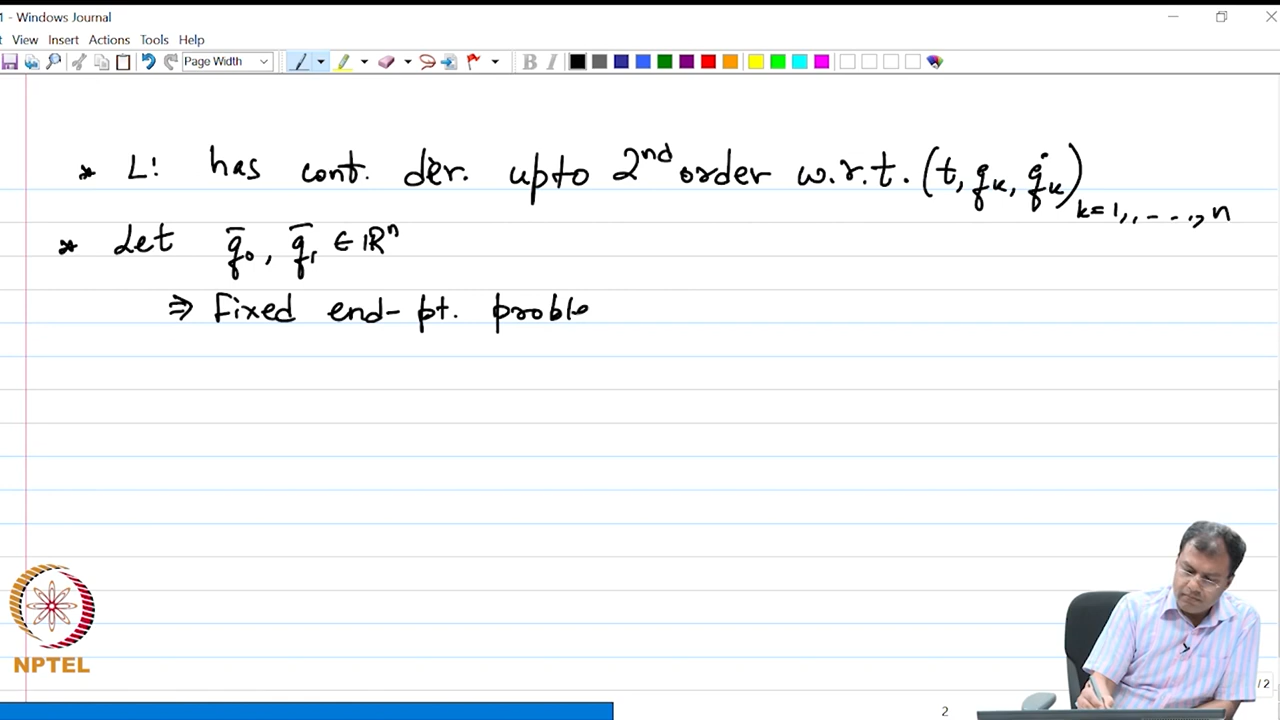 1 - Windows Journal
t View Insert Actions Tools Help
Page Width B I
* L: has cont. der. upto 2nd order w.r.t. (t, qₖ, q̇ₖ) k=1,,....,n
* Let q̄₀, q̄₁ ∈ ℝⁿ
⇒ Fixed end-pt. proble
NPTEL
/ 2
2